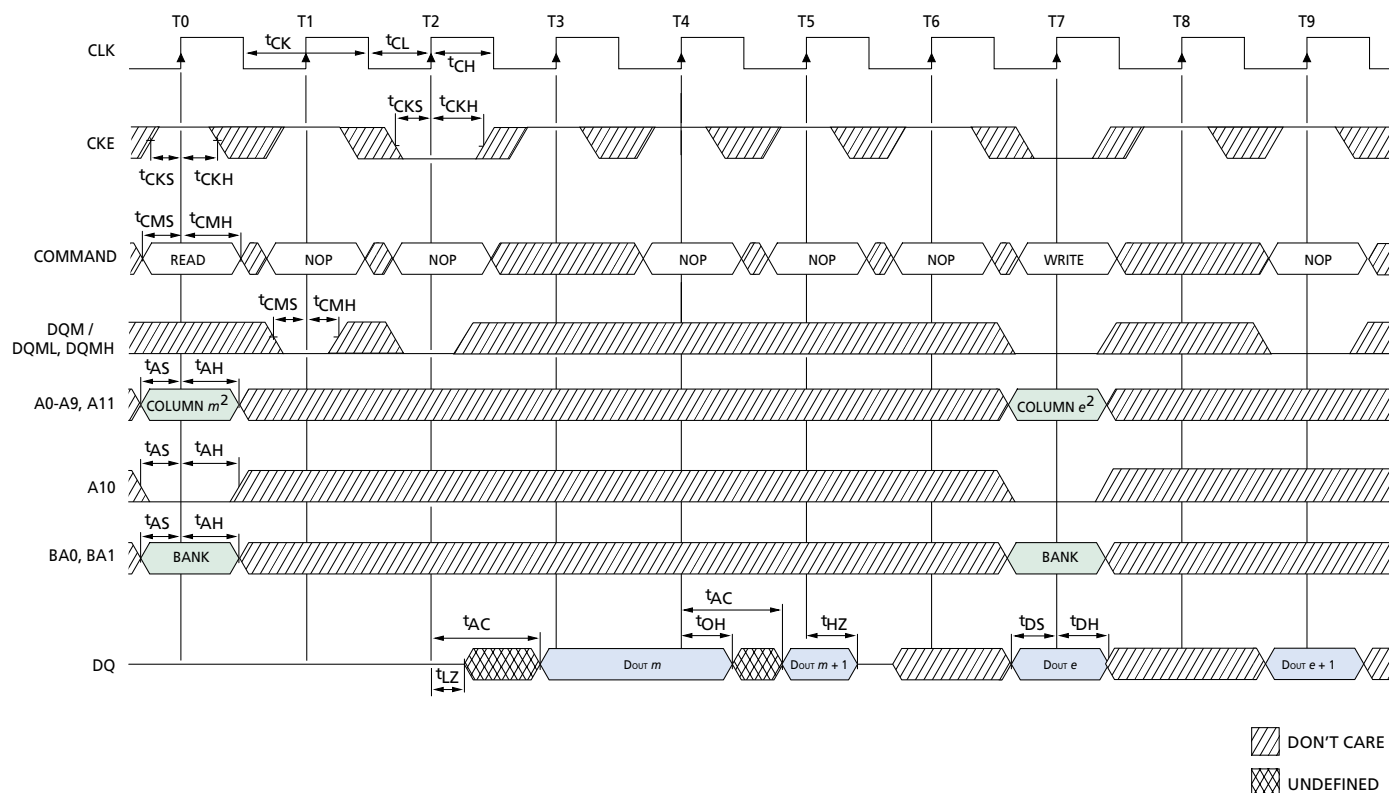 T0 T1 T2 T3 T4 T5 T6 T7 T8 T9
CLK
tCK tCL
tCH
tCKS tCKH
CKE
tCKS tCKH
tCMS tCMH
COMMAND READ NOP NOP NOP NOP NOP WRITE NOP
tCMS tCMH
DQM /
DQML, DQMH
tAS tAH
A0-A9, A11 COLUMN m2 COLUMN e2
tAS tAH
A10
tAS tAH
BA0, BA1 BANK BANK
tAC tAC
tOH tHZ tDS tDH
DQ DOUT m DOUT m + 1 DOUT e DOUT e + 1
tLZ
DON'T CARE
UNDEFINED